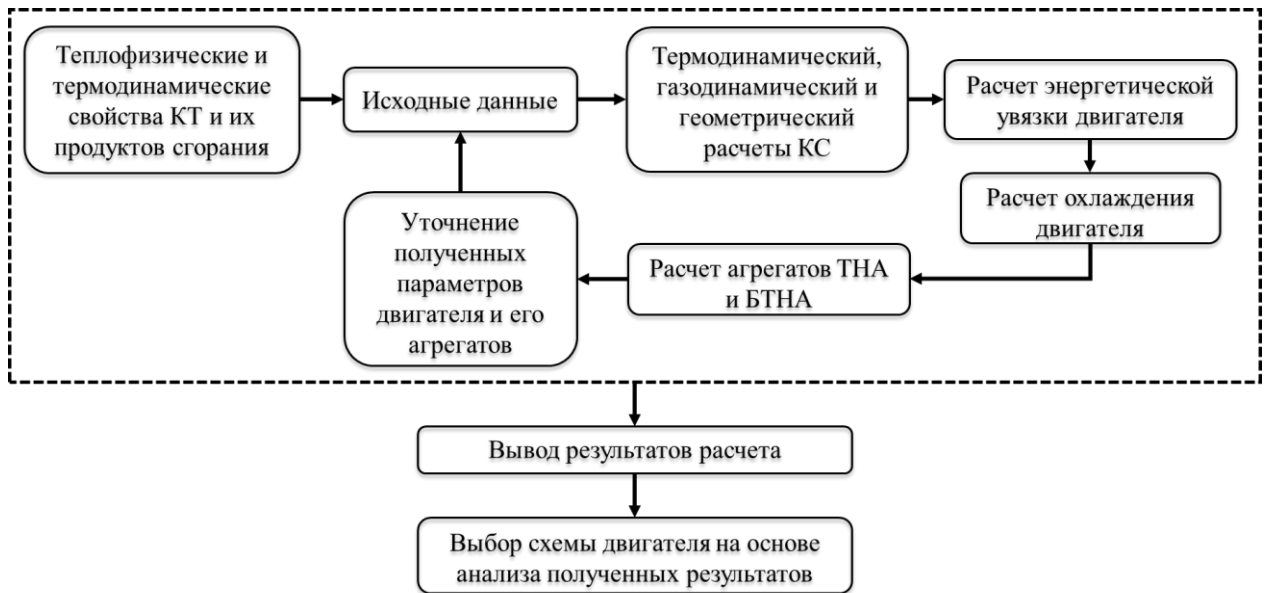 Теплофизические и
термодинамические
свойства КТ и их
продуктов сгорания
Исходные данные
Термодинамический,
газодинамический и
геометрический
расчеты КС
Расчет энергетической
увязки двигателя
Расчет охлаждения
двигателя
Расчет агрегатов ТНА
и БТНА
Уточнение
полученных
параметров
двигателя и его
агрегатов
Вывод результатов расчета
Выбор схемы двигателя на основе
анализа полученных результатов